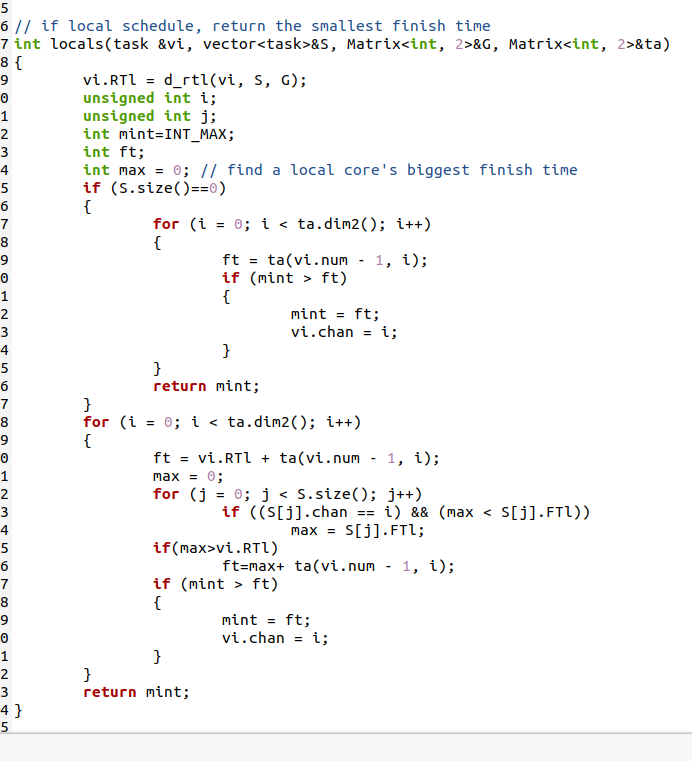 5
6 // if local schedule, return the smallest finish time
7 int locals(task &vi, vector<task>&S, Matrix<int, 2>&G, Matrix<int, 2>&ta)
8 {
9         vi.RTl = d_rtl(vi, S, G);
0         unsigned int i;
1         unsigned int j;
2         int mint=INT_MAX;
3         int ft;
4         int max = 0; // find a local core's biggest finish time
5         if (S.size()==0)
6         {
7                 for (i = 0; i < ta.dim2(); i++)
8                 {
9                         ft = ta(vi.num - 1, i);
0                         if (mint > ft)
1                         {
2                                 mint = ft;
3                                 vi.chan = i;
4                         }
5                 }
6                 return mint;
7         }
8         for (i = 0; i < ta.dim2(); i++)
9         {
0                 ft = vi.RTl + ta(vi.num - 1, i);
1                 max = 0;
2                 for (j = 0; j < S.size(); j++)
3                         if ((S[j].chan == i) && (max < S[j].FTl))
4                                 max = S[j].FTl;
5                 if(max>vi.RTl)
6                         ft=max+ ta(vi.num - 1, i);
7                 if (mint > ft)
8                 {
9                         mint = ft;
0                         vi.chan = i;
1                 }
2         }
3         return mint;
4 }
5